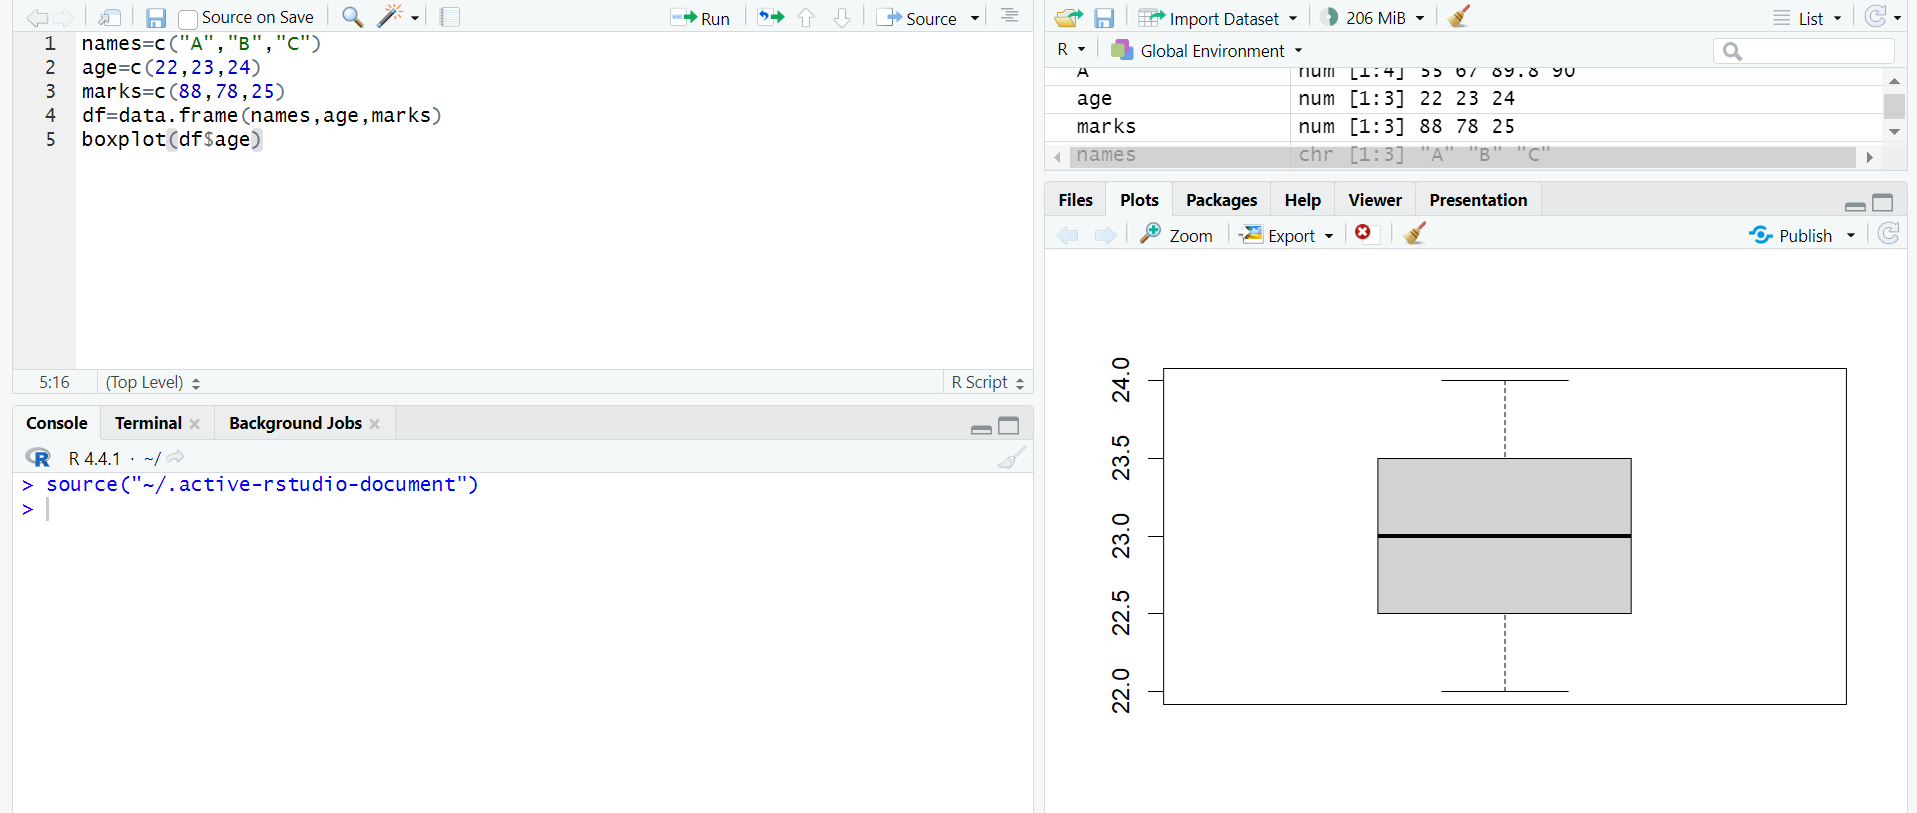 Source on Save
Run
Source
1 names=c("A","B","C")
2 age=c(22,23,24)
3 marks=c(88,78,25)
4 df=data.frame(names,age,marks)
5 boxplot(df$age)
5:16 (Top Level) R Script
Console Terminal Background Jobs
R R 4.4.1 · ~/
> source("~/.active-rstudio-document")
>
Import Dataset 206 MiB List
R Global Environment
A num [1:4] 55 67 89.8 90
age num [1:3] 22 23 24
marks num [1:3] 88 78 25
names chr [1:3] "A" "B" "C"
Files Plots Packages Help Viewer Presentation
Zoom Export Publish
24.0
23.5
23.0
22.5
22.0